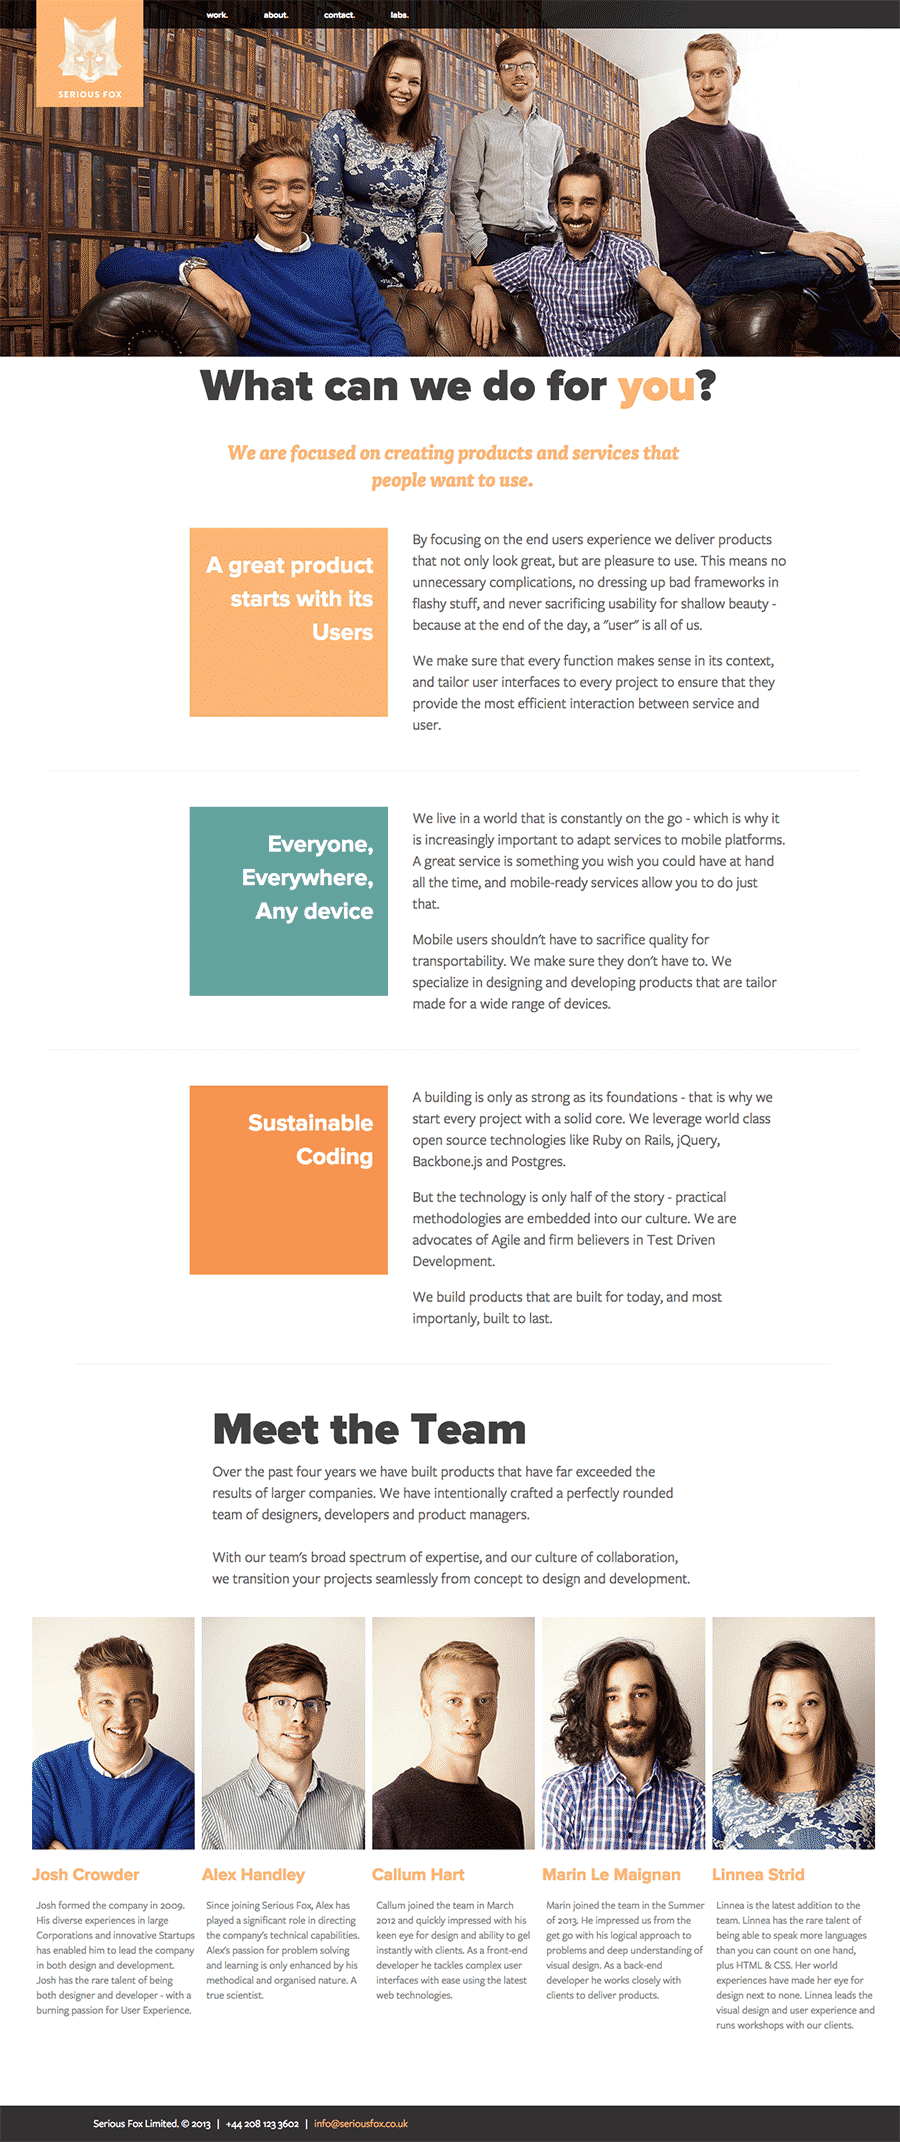 work. about. contact. labs.
SERIOUS FOX
What can we do for you?
We are focused on creating products and services that
people want to use.
A great product
starts with its
Users
By focusing on the end users experience we deliver products
that not only look great, but are pleasure to use. This means no
unnecessary complications, no dressing up bad frameworks in
flashy stuff, and never sacrificing usability for shallow beauty -
because at the end of the day, a "user" is all of us.
We make sure that every function makes sense in its context,
and tailor user interfaces to every project to ensure that they
provide the most efficient interaction between service and
user.
Everyone,
Everywhere,
Any device
We live in a world that is constantly on the go - which is why it
is increasingly important to adapt services to mobile platforms.
A great service is something you wish you could have at hand
all the time, and mobile-ready services allow you to do just
that.
Mobile users shouldn't have to sacrifice quality for
transportability. We make sure they don't have to. We
specialize in designing and developing products that are tailor
made for a wide range of devices.
Sustainable
Coding
A building is only as strong as its foundations - that is why we
start every project with a solid core. We leverage world class
open source technologies like Ruby on Rails, jQuery,
Backbone.js and Postgres.
But the technology is only half of the story - practical
methodologies are embedded into our culture. We are
advocates of Agile and firm believers in Test Driven
Development.
We build products that are built for today, and most
importanly, built to last.
Meet the Team
Over the past four years we have built products that have far exceeded the
results of larger companies. We have intentionally crafted a perfectly rounded
team of designers, developers and product managers.
With our team's broad spectrum of expertise, and our culture of collaboration,
we transition your projects seamlessly from concept to design and development.
Josh Crowder
Josh formed the company in 2009.
His diverse experiences in large
Corporations and innovative Startups
has enabled him to lead the company
in both design and development.
Josh has the rare talent of being
both designer and developer - with a
burning passion for User Experience.
Alex Handley
Since joining Serious Fox, Alex has
played a significant role in directing
the company's technical capabilities.
Alex's passion for problem solving
and learning is only enhanced by his
methodical and organised nature. A
true scientist.
Callum Hart
Callum joined the team in March
2012 and quickly impressed with his
keen eye for design and ability to gel
instantly with clients. As a front-end
developer he tackles complex user
interfaces with ease using the latest
web technologies.
Marin Le Maignan
Marin joined the team in the Summer
of 2013. He impressed us from the
get go with his logical approach to
problems and deep understanding of
visual design. As a back-end
developer he works closely with
clients to deliver products.
Linnea Strid
Linnea is the latest addition to the
team. Linnea has the rare talent of
being able to speak more languages
than you can count on one hand,
plus HTML & CSS. Her world
experiences have made her eye for
design next to none. Linnea leads the
visual design and user experience and
runs workshops with our clients.
Serious Fox Limited. © 2013 | +44 208 123 3602 | info@seriousfox.co.uk